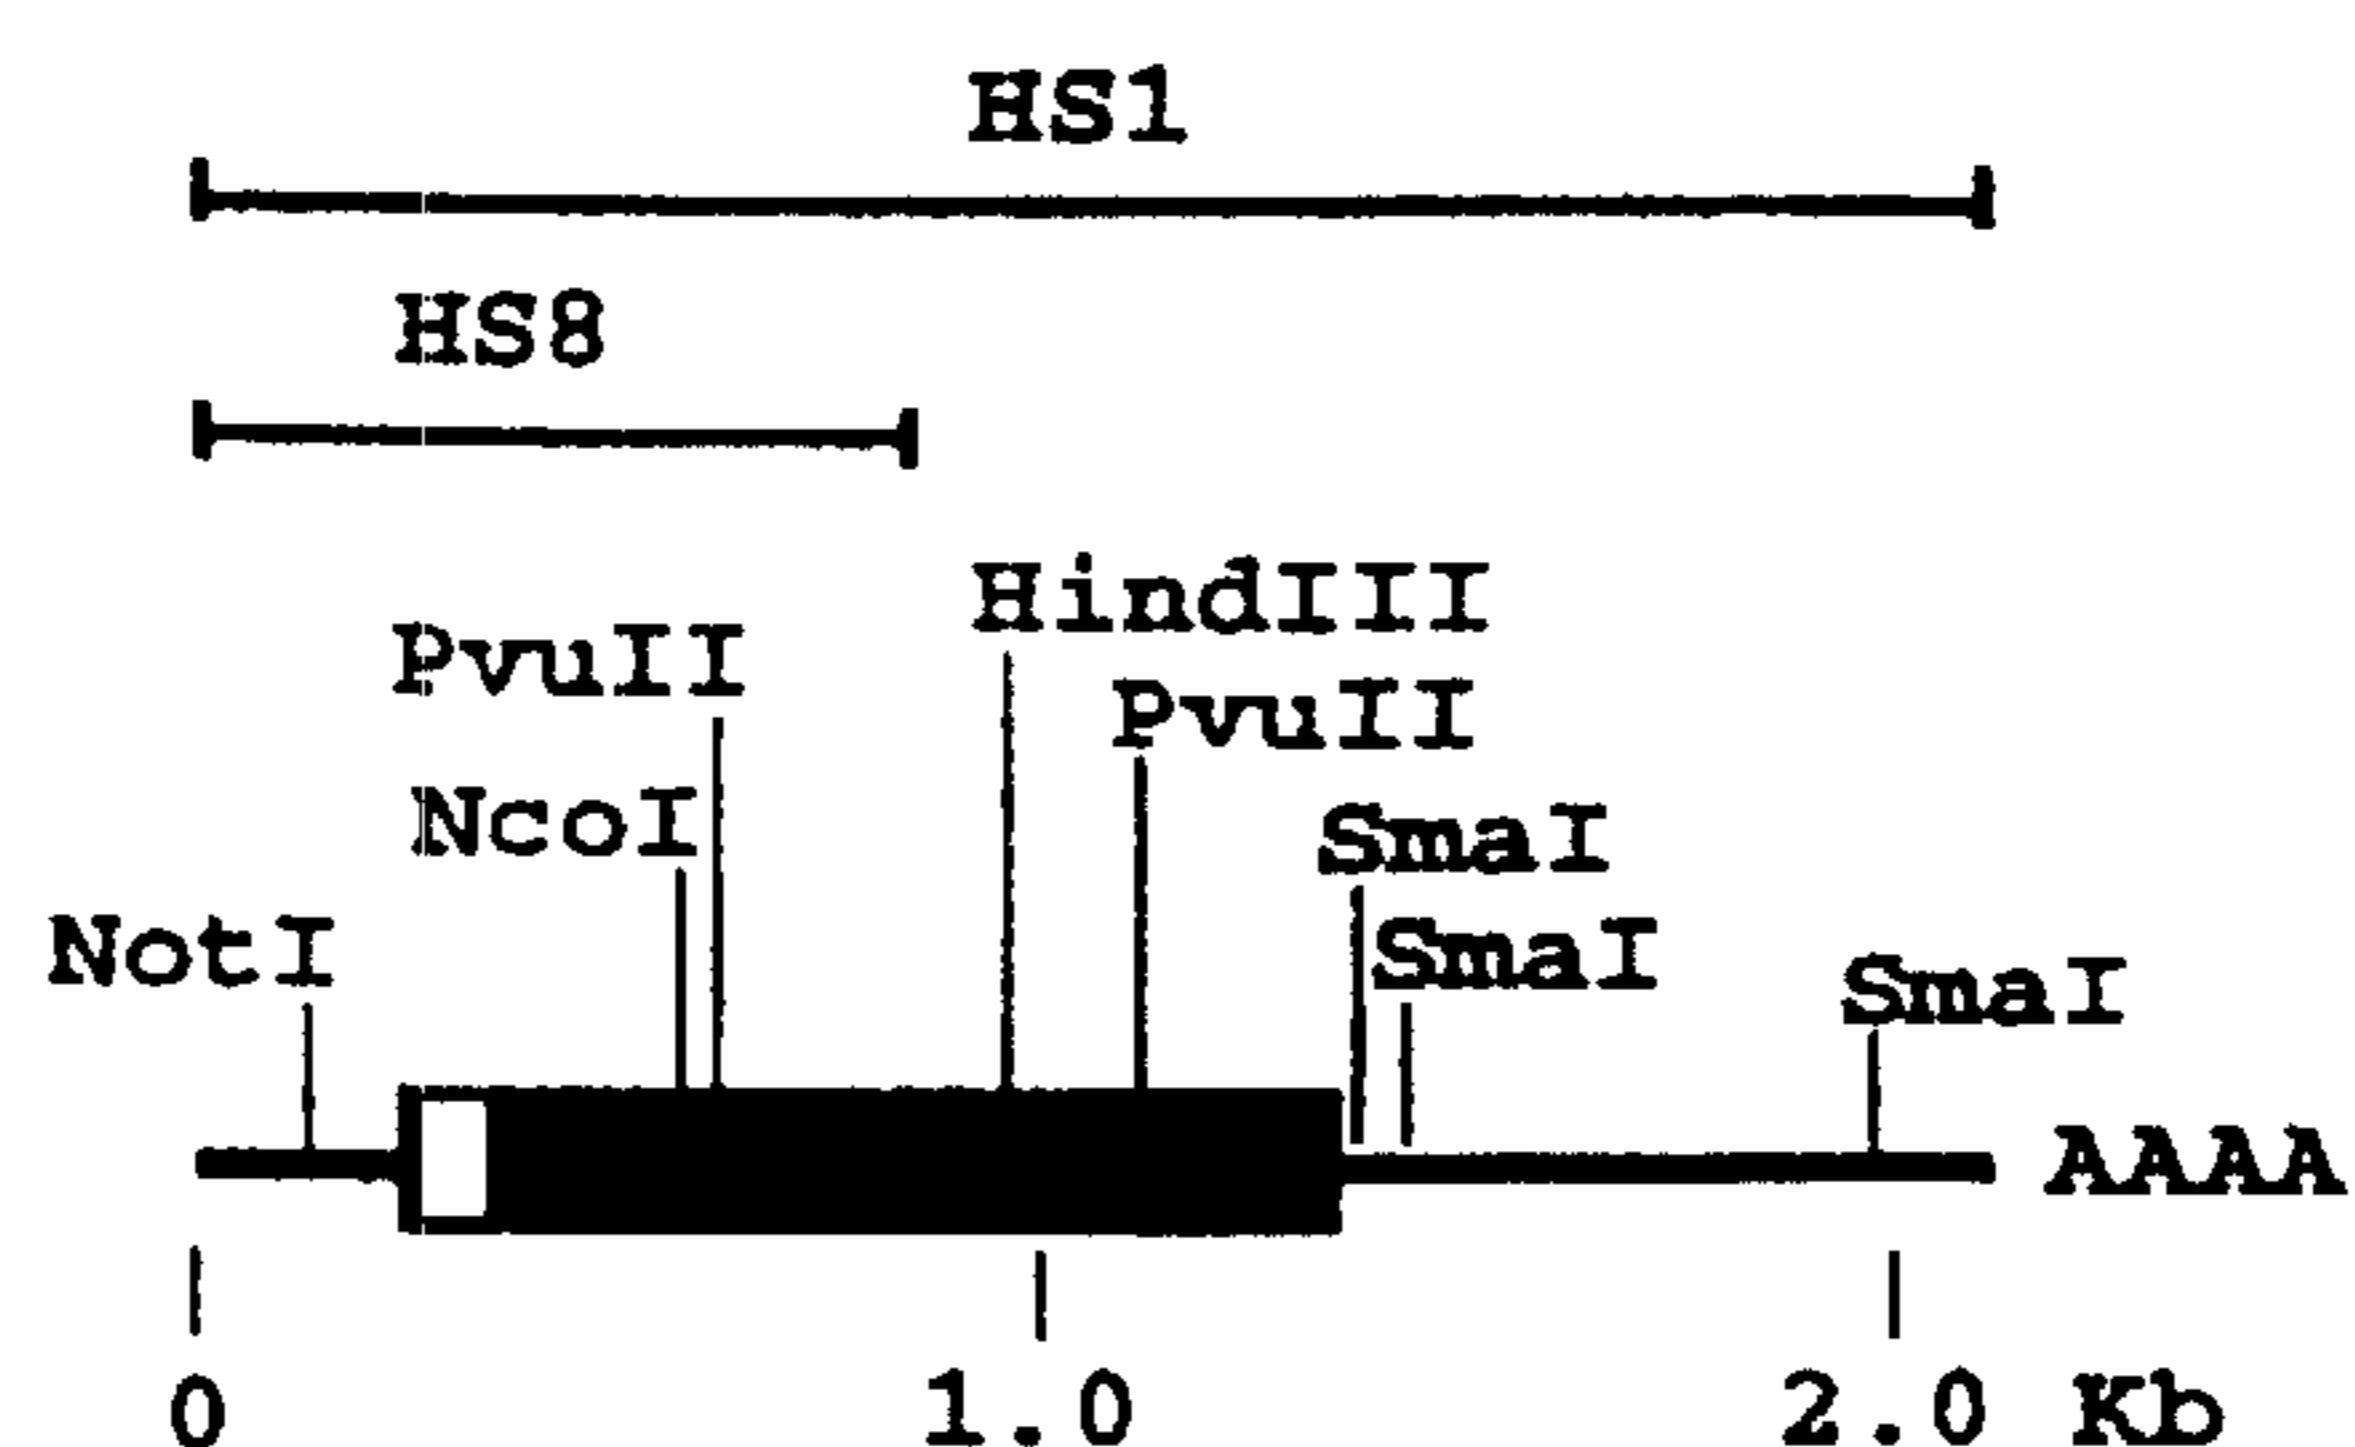 HS1
HS8
HindIII
PvuII
PvuII
NcoI
SmaI
NotI
SmaI
SmaI
AAAA
0 1.0 2.0 Kb